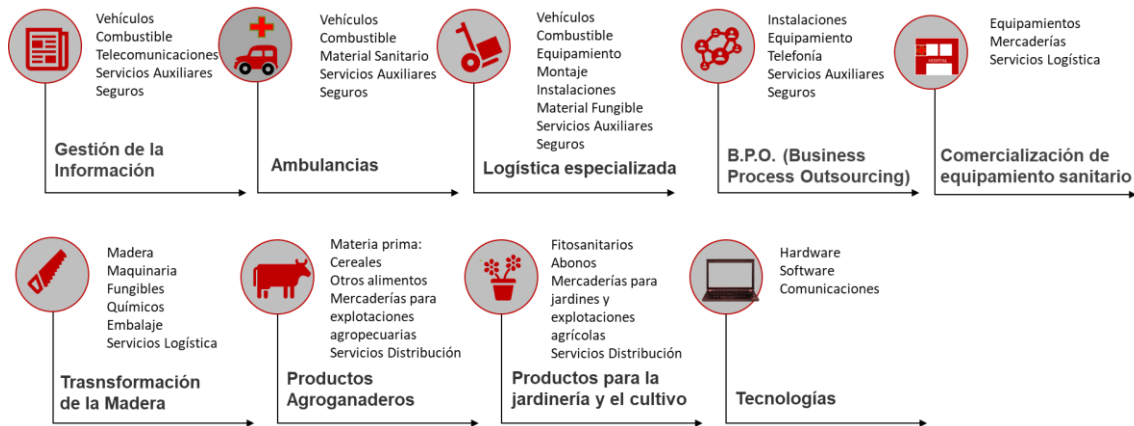 Vehículos
Combustible
Telecomunicaciones
Servicios Auxiliares
Seguros
Gestión de la
Información
Vehículos
Combustible
Material Sanitario
Servicios Auxiliares
Seguros
Ambulancias
Vehículos
Combustible
Equipamiento
Montaje
Instalaciones
Material Fungible
Servicios Auxiliares
Seguros
Logística especializada
Instalaciones
Equipamiento
Telefonía
Servicios Auxiliares
Seguros
B.P.O. (Business
Process Outsourcing)
Equipamientos
Mercaderías
Servicios Logística
HOSPITAL
Comercialización de
equipamiento sanitario
Madera
Maquinaria
Fungibles
Químicos
Embalaje
Servicios Logística
Trasnsformación
de la Madera
Materia prima:
Cereales
Otros alimentos
Mercaderías para
explotaciones
agropecuarias
Servicios Distribución
Productos
Agroganaderos
Fitosanitarios
Abonos
Mercaderías para
jardines y
explotaciones
agrícolas
Servicios Distribución
Productos para la
jardinería y el cultivo
Hardware
Software
Comunicaciones
Tecnologías